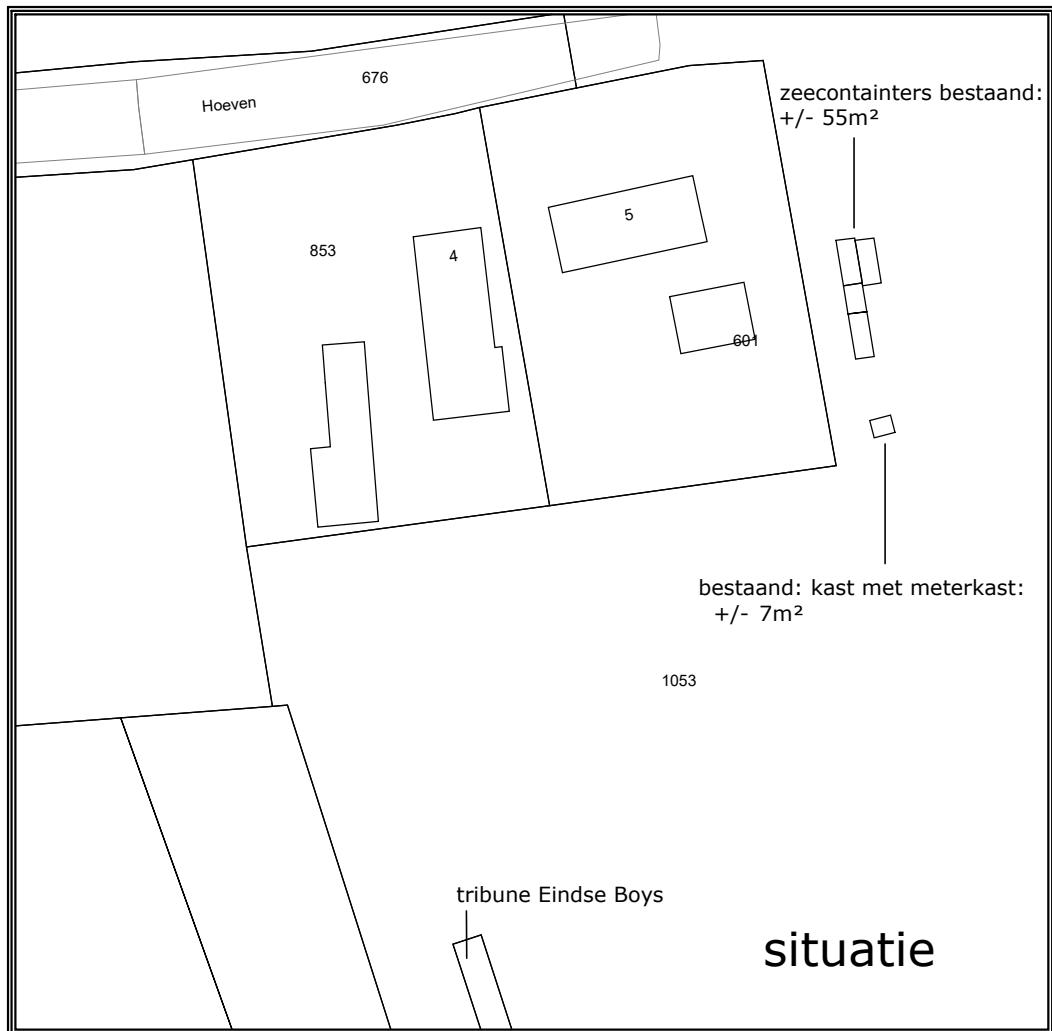 676
Hoeven
zeecontainters bestaand:
+/- 55m²
5
853
4
601
bestaand: kast met meterkast:
+/- 7m²
1053
tribune Eindse Boys
situatie